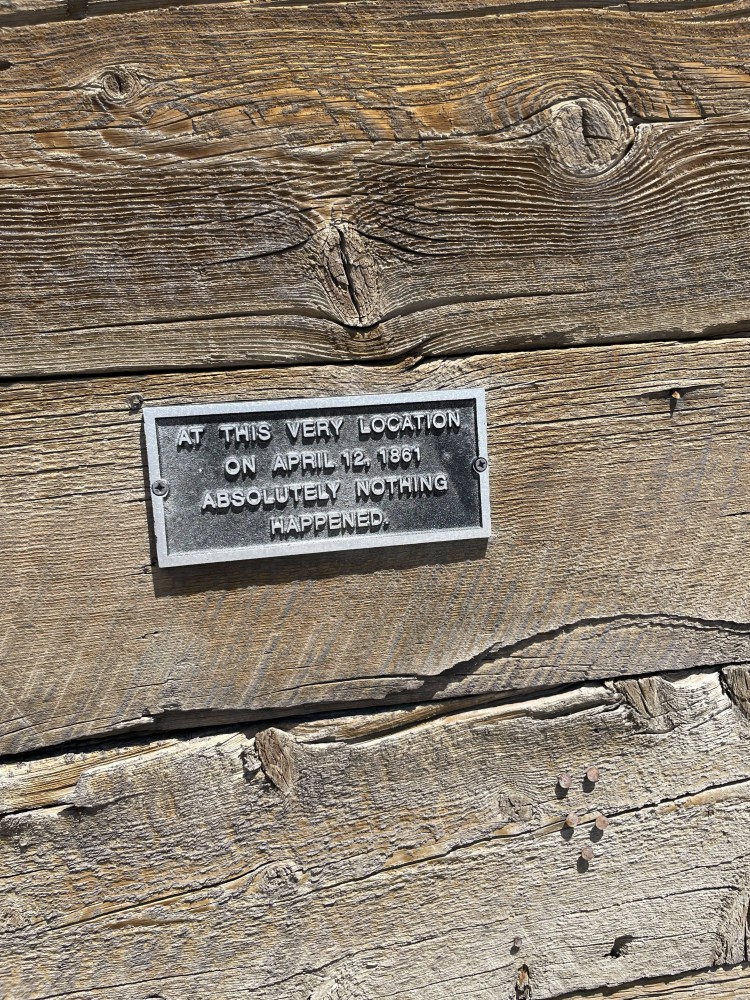 AT THIS VERY LOCATION
ON APRIL 12, 1861
ABSOLUTELY NOTHING
HAPPENED.